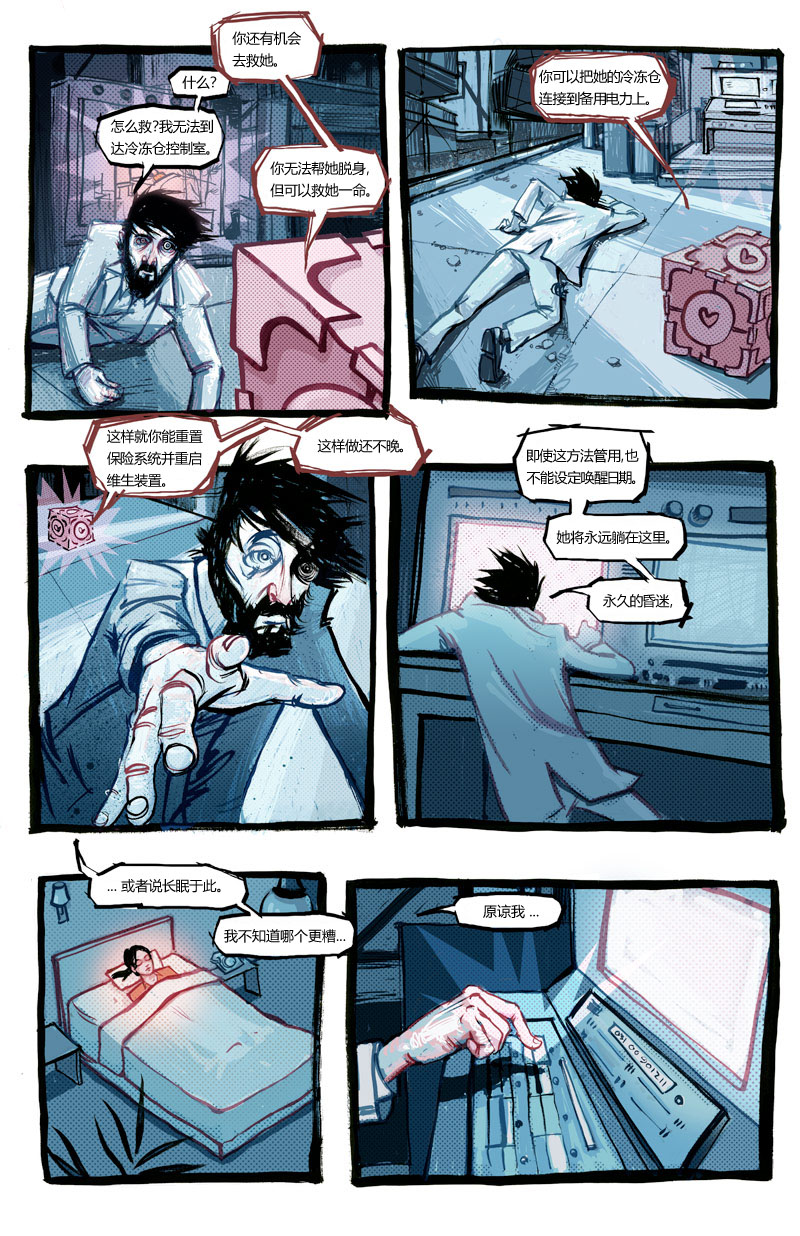 你还有机会
去救她。
什么?
怎么救?我无法到
达冷冻仓控制室。
你无法帮她脱身,
但可以救她一命。
你可以把她的冷冻仓
连接到备用电力上。
这样就你能重置
保险系统并重启
维生装置。
这样做还不晚。
即使这方法管用,也
不能设定唤醒日期。
她将永远躺在这里。
永久的昏迷,
... 或者说长眠于此。
我不知道哪个更糟...
原谅我 ...